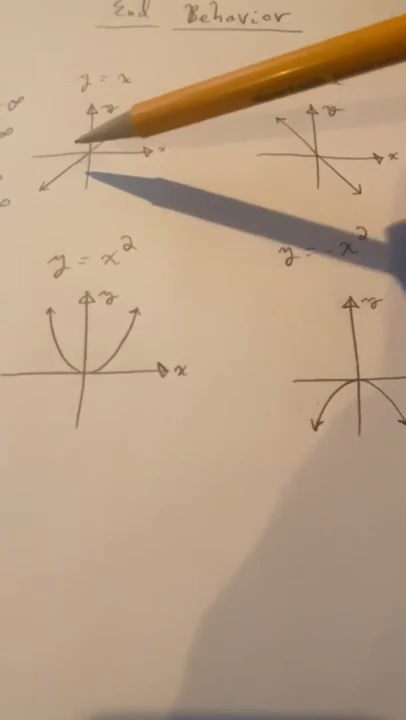 End Behavior
∞
∞
y = x
y
x
y
x
y = x²
y = -x²
y
x
y